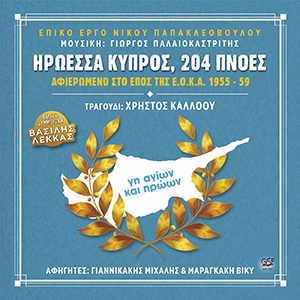 ΕΠΙΚΟ ΕΡΓΟ ΝΙΚΟΥ ΠΑΠΑΚΛΕΟΒΟΥΛΟΥ
ΜΟΥΣΙΚΗ: ΓΙΩΡΓΟΣ ΠΑΛΑΙΟΚΑΣΤΡΙΤΗΣ
ΗΡΩΕΣΣΑ ΚΥΠΡΟΣ, 204 ΠΝΟΕΣ
ΑΦΙΕΡΩΜΕΝΟ ΣΤΟ ΕΠΟΣ ΤΗΣ Ε.Ο.Κ.Α. 1955 - 59
ΤΡΑΓΟΥΔΙ: ΧΡΗΣΤΟΣ ΚΑΛΛΟΟΥ
ΒΑΣΙΛΗΣ
ΛΕΚΚΑΣ
γη αγίων
και ηρώων
GSE
ΑΦΗΓΗΤΕΣ: ΓΙΑΝΝΙΚΑΚΗΣ ΜΙΧΑΛΗΣ & ΜΑΡΑΓΚΑΚΗ ΒΙΚΥ